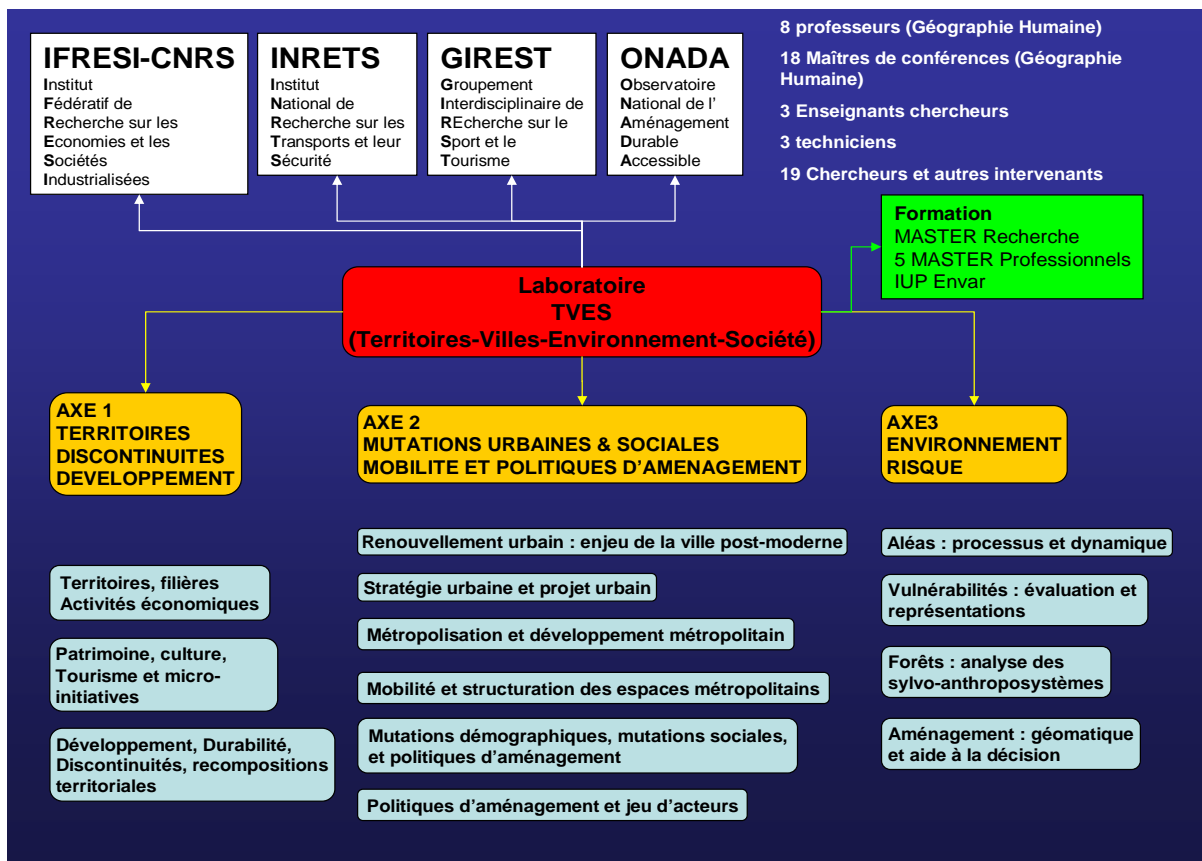 IFRESI-CNRS
Institut
Fédératif de
Recherche sur les
Economies et les
Sociétés
Industrialisées
INRETS
Institut
National de
Recherche sur les
Transports et leur
Sécurité
GIREST
Groupement
Interdisciplinaire de
REcherche sur le
Sport et le
Tourisme
ONADA
Observatoire
National de l'
Aménagement
Durable
Accessible
8 professeurs (Géographie Humaine)
18 Maîtres de conférences (Géographie
Humaine)
3 Enseignants chercheurs
3 techniciens
19 Chercheurs et autres intervenants
Formation
MASTER Recherche
5 MASTER Professionnels
IUP Envar
Laboratoire
TVES
(Territoires-Villes-Environnement-Société)
AXE 1
TERRITOIRES
DISCONTINUITES
DEVELOPPEMENT
AXE 2
MUTATIONS URBAINES & SOCIALES
MOBILITE ET POLITIQUES D'AMENAGEMENT
AXE3
ENVIRONNEMENT
RISQUE
Territoires, filières
Activités économiques
Patrimoine, culture,
Tourisme et micro-
initiatives
Développement, Durabilité,
Discontinuités, recompositions
territoriales
Renouvellement urbain : enjeu de la ville post-moderne
Stratégie urbaine et projet urbain
Métropolisation et développement métropolitain
Mobilité et structuration des espaces métropolitains
Mutations démographiques, mutations sociales,
et politiques d'aménagement
Politiques d'aménagement et jeu d'acteurs
Aléas : processus et dynamique
Vulnérabilités : évaluation et
représentations
Forêts : analyse des
sylvo-anthroposystèmes
Aménagement : géomatique
et aide à la décision